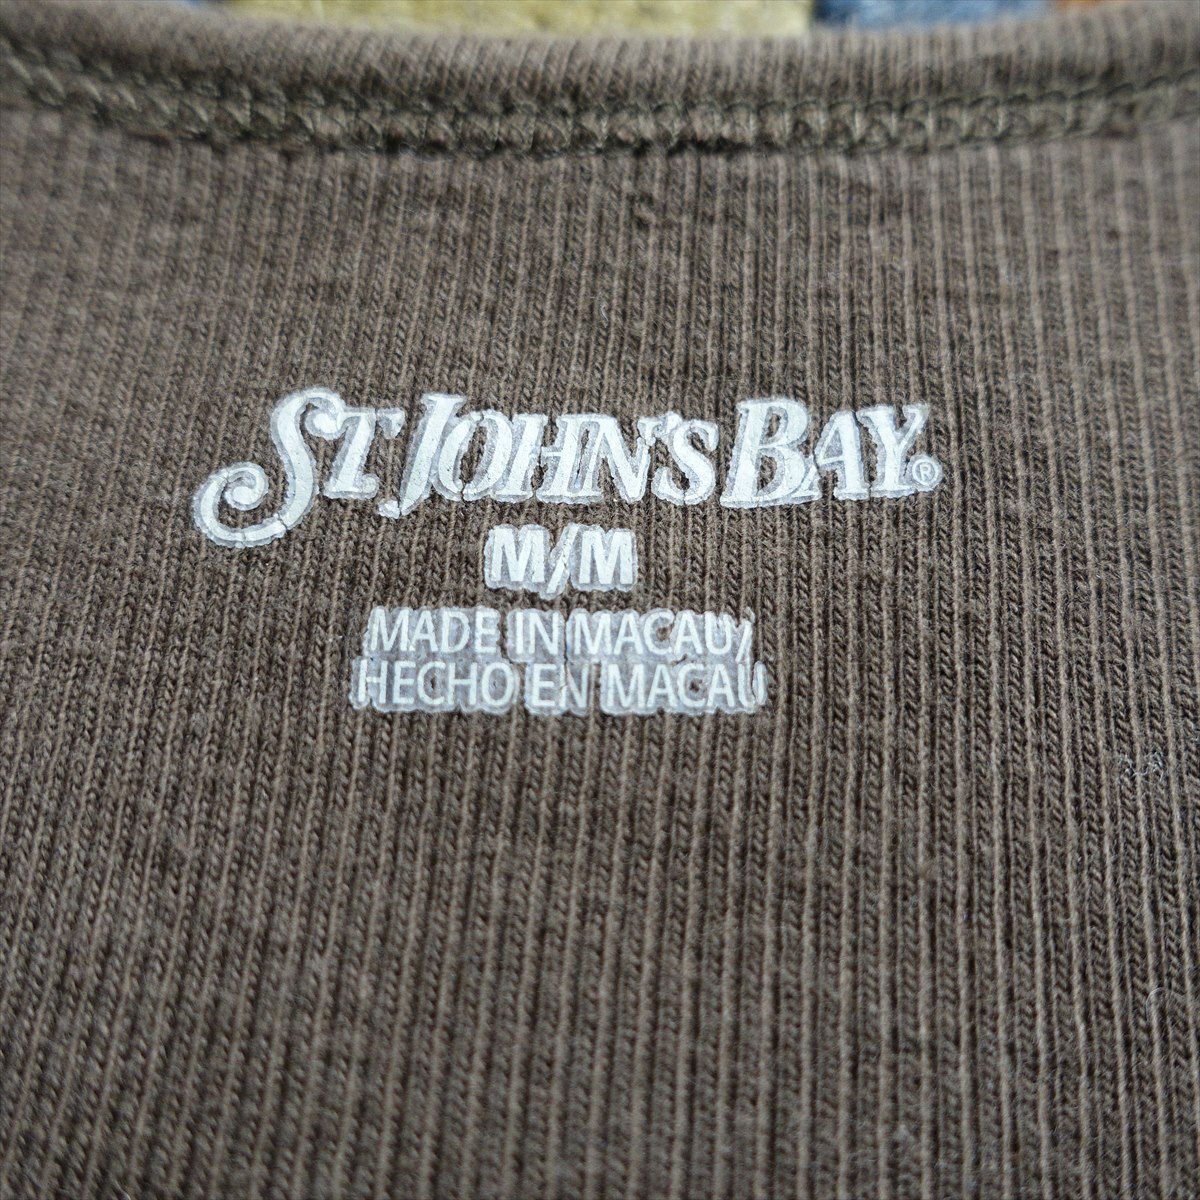 ST JOHN'S BAY®
M/M
MADE IN MACAU/
HECHO EN MACAU